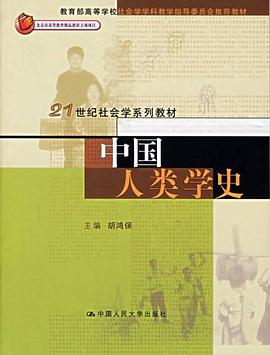 教育部高等学校社会学学科教学指导委员会推荐教材
北京市高等教育精品教材立项项目
21世纪社会学系列教材
中国
人类学史
主编 胡鸿保
中国人民大学出版社